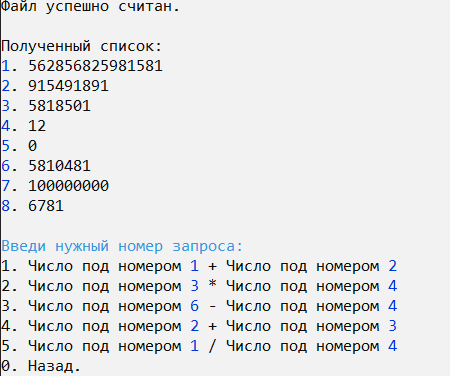 Файл успешно считан.
Полученный список:
1. 562856825981581
2. 915491891
3. 5818501
4. 12
5. 0
6. 5810481
7. 100000000
8. 6781
Введи нужный номер запроса:
1. Число под номером 1 + Число под номером 2
2. Число под номером 3 * Число под номером 4
3. Число под номером 6 - Число под номером 4
4. Число под номером 2 + Число под номером 3
5. Число под номером 1 / Число под номером 4
0. Назад.